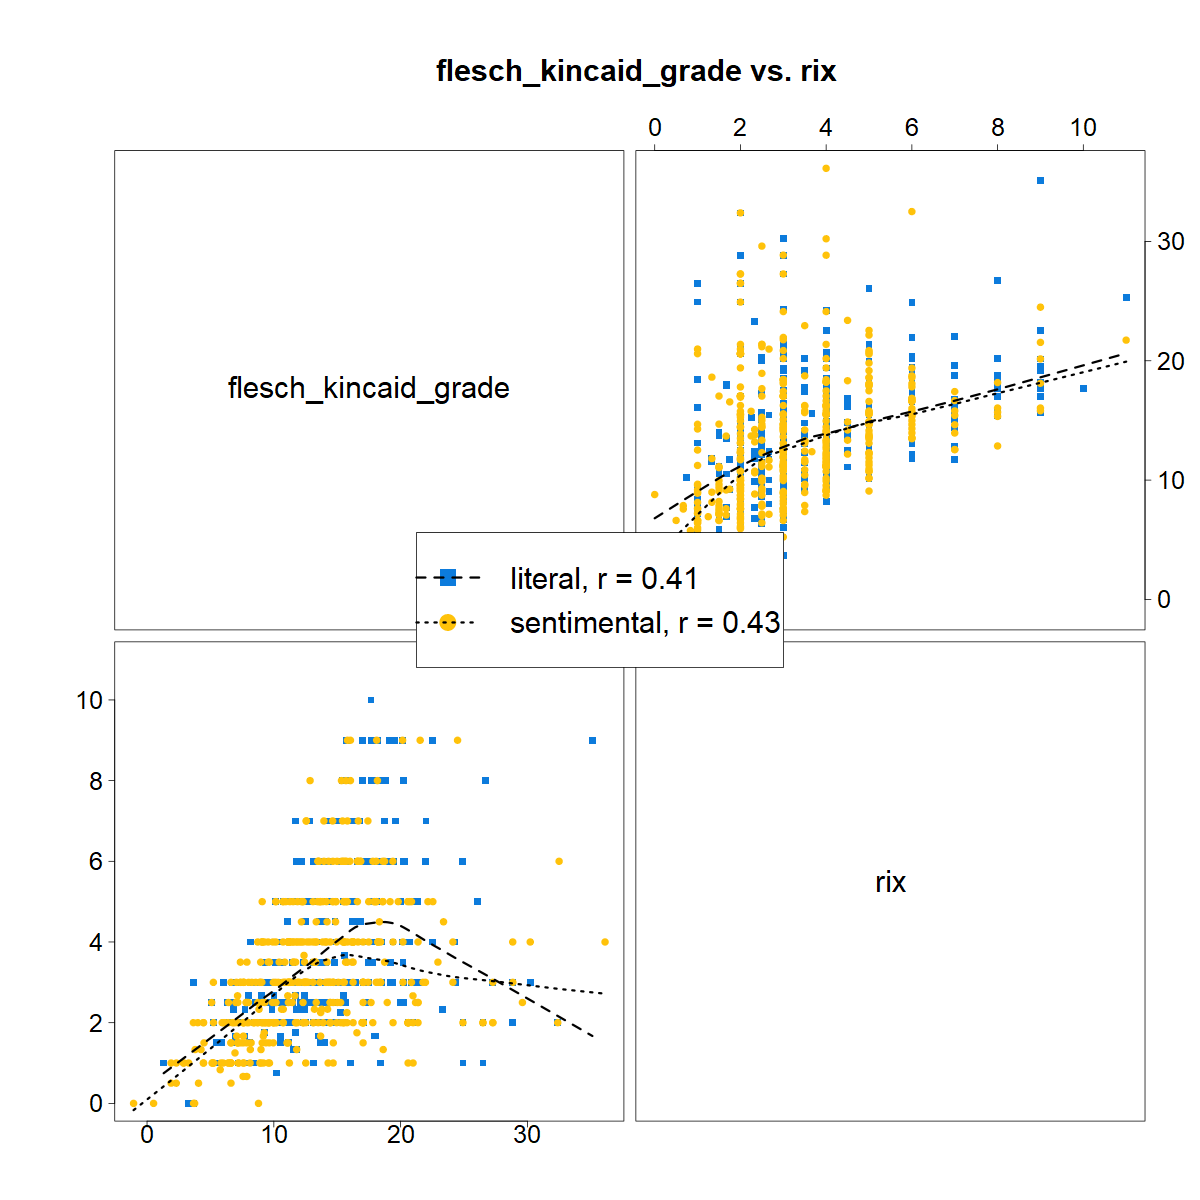 flesch_kincaid_grade vs. rix
0 2 4 6 8 10
flesch_kincaid_grade
30
20
10
0
literal, r = 0.41
sentimental, r = 0.43
10
8
6
4
2
0
rix
0 10 20 30